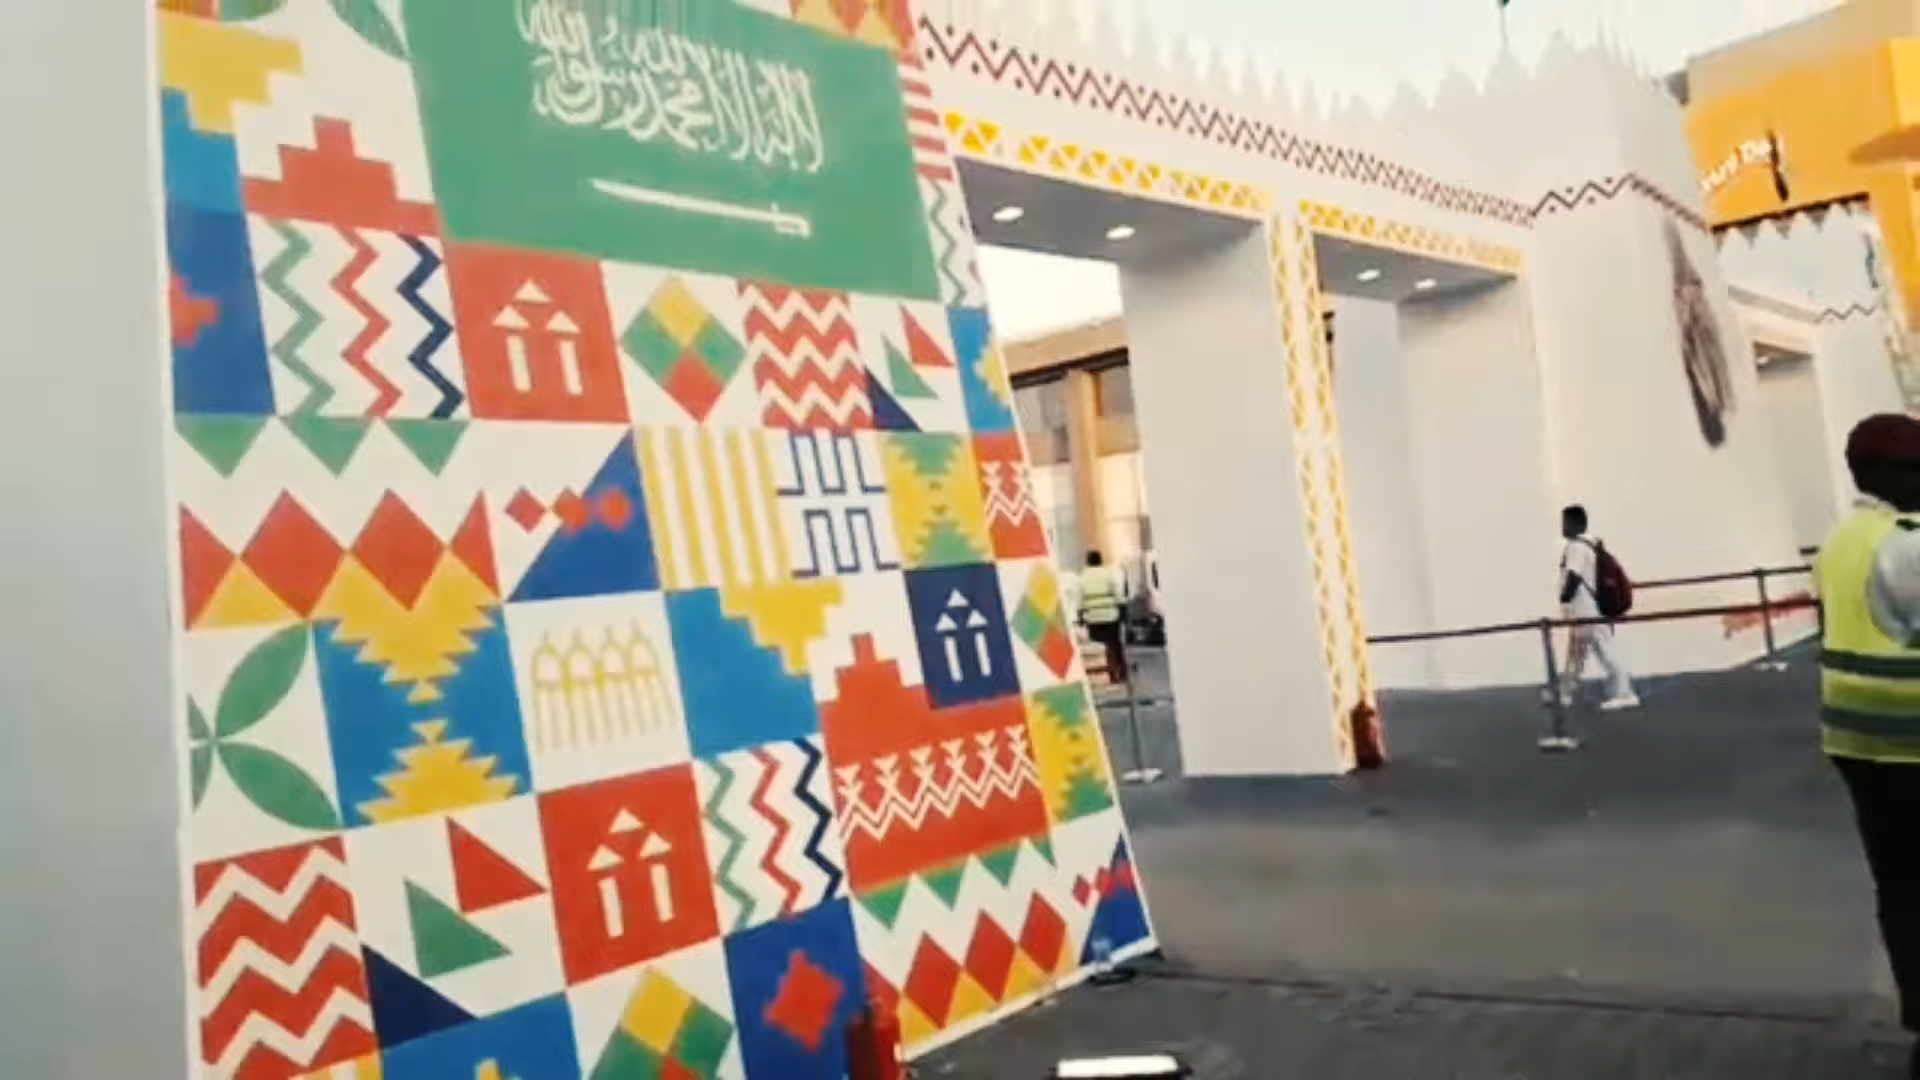 لا إله إلا الله محمد رسول الله